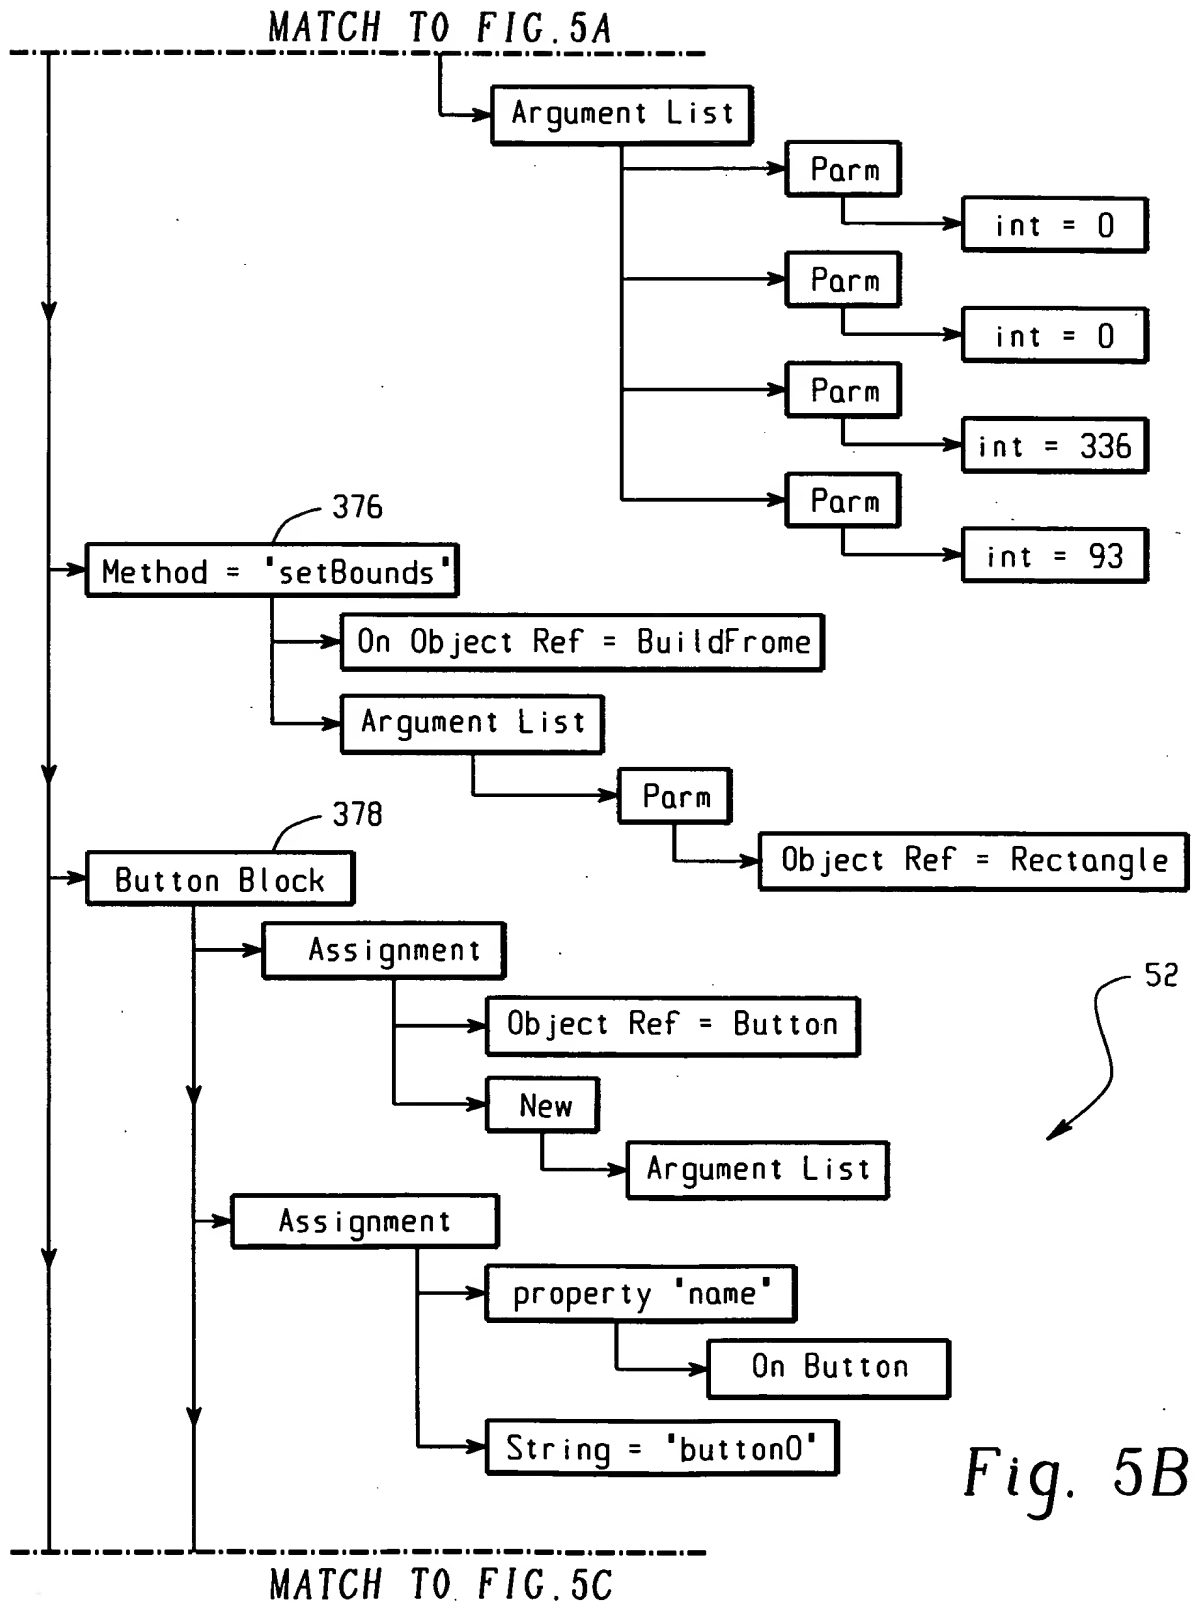 MATCH TO FIG.5A
Argument List
Parm
int = 0
Parm
int = 0
Parm
int = 336
Parm
int = 93
376
Method = 'setBounds'
On Object Ref = BuildFrome
Argument List
Parm
Object Ref = Rectangle
378
Button Block
Assignment
Object Ref = Button
New
Argument List
52
Assignment
property 'name'
On Button
String = 'button0'
Fig. 5B
MATCH TO FIG.5C